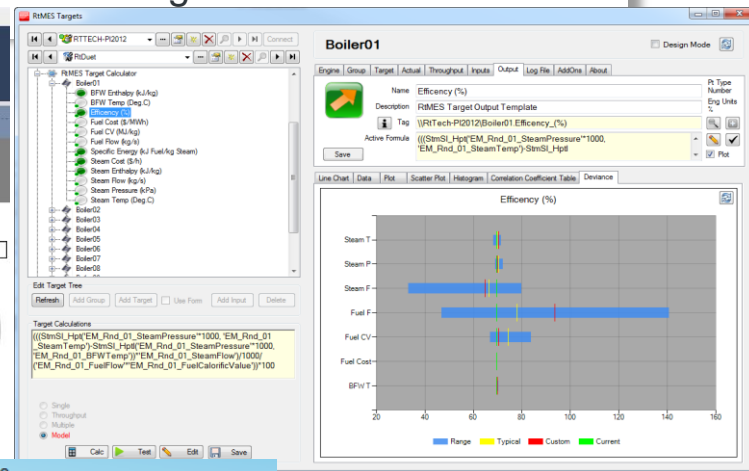 RtMES Targets
RTTECH-PI2012
Connect
RtDuet
RtMES Target Calculator
Boiler01
BFW Enthalpy (kJ/kg)
BFW Temp (Deg.C)
Efficency (%)
Fuel Cost ($/MWh)
Fuel CV (MJ/kg)
Fuel Flow (kg/s)
Specific Energy (kJ Fuel/kg Steam)
Steam Cost ($/h)
Steam Enthalpy (kJ/kg)
Steam Flow (kg/s)
Steam Pressure (kPa)
Steam Temp (Deg.C)
Boiler02
Boiler03
Boiler04
Boiler05
Boiler06
Boiler07
Boiler08
Edit Target Tree
Refresh Add Group Add Target Use Form Add Input Delete
Target Calculations
(((StmSI_Hpt('EM_Rnd_01_SteamPressure'*1000, 'EM_Rnd_01
_SteamTemp')-StmSI_Hptl('EM_Rnd_01_SteamPressure'*1000,
'EM_Rnd_01_BFWTemp'))*'EM_Rnd_01_SteamFlow')/1000/
('EM_Rnd_01_FuelFlow'*'EM_Rnd_01_FuelCalorificValue'))*100
Single
Throughput
Multiple
Model
Calc Test Edit Save
Boiler01
Design Mode
Engine Group Target Actual Throughput Inputs Output Log File AddOns About
Name Efficency (%)
Pt Type
Number
Description RtMES Target Output Template
Eng Units
Tag \\RtTech-PI2012\Boiler01.Efficency_(%)
Active Formula (((StmSI_Hpt('EM_Rnd_01_SteamPressure'*1000,
'EM_Rnd_01_SteamTemp')-StmSI_Hptl
Save
Plot
Line Chart Data Plot Scatter Plot Histogram Correlation Coefficient Table Deviance
Efficency (%)
Steam T
Steam P
Steam F
Fuel F
Fuel CV
Fuel Cost
BFW T
20 40 60 80 100 120 140 160
Range Typical Custom Current